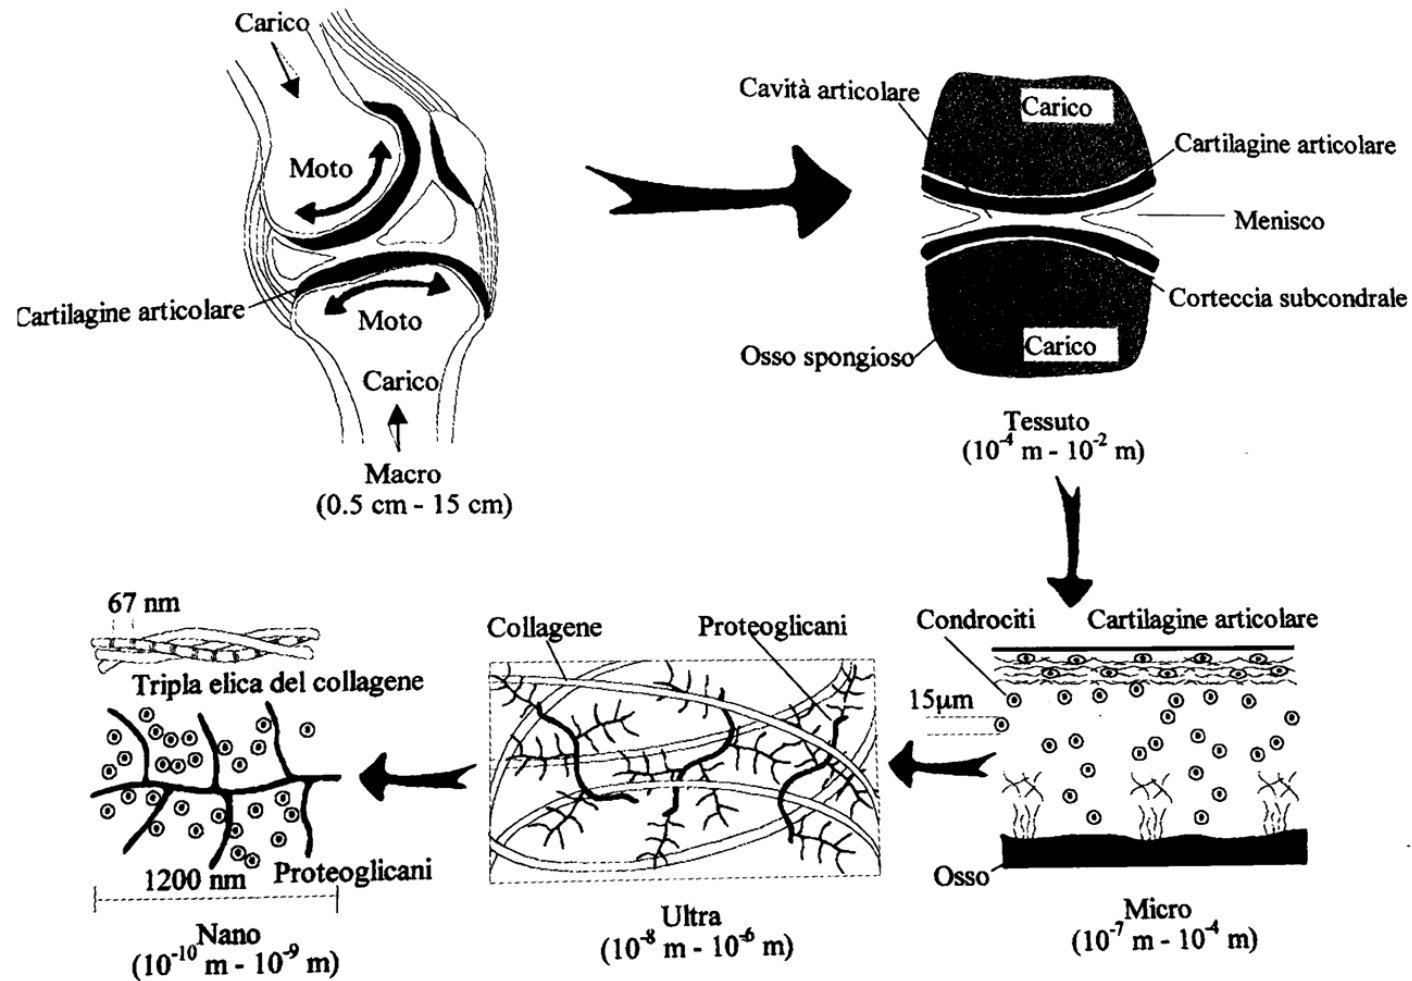 Carico
Moto
Cartilagine articolare
Moto
Carico
Macro
(0.5 cm - 15 cm)
Cavità articolare
Carico
Cartilagine articolare
Menisco
Corteccia subcondrale
Osso spongioso
Carico
Tessuto
(10⁻⁴ m - 10⁻² m)
Condrociti
Cartilagine articolare
15μm
Osso
Micro
(10⁻⁷ m - 10⁻⁴ m)
Collagene
Proteoglicani
Ultra
(10⁻⁸ m - 10⁻⁶ m)
67 nm
Tripla elica del collagene
Proteoglicani
1200 nm
Nano
(10⁻¹⁰ m - 10⁻⁹ m)